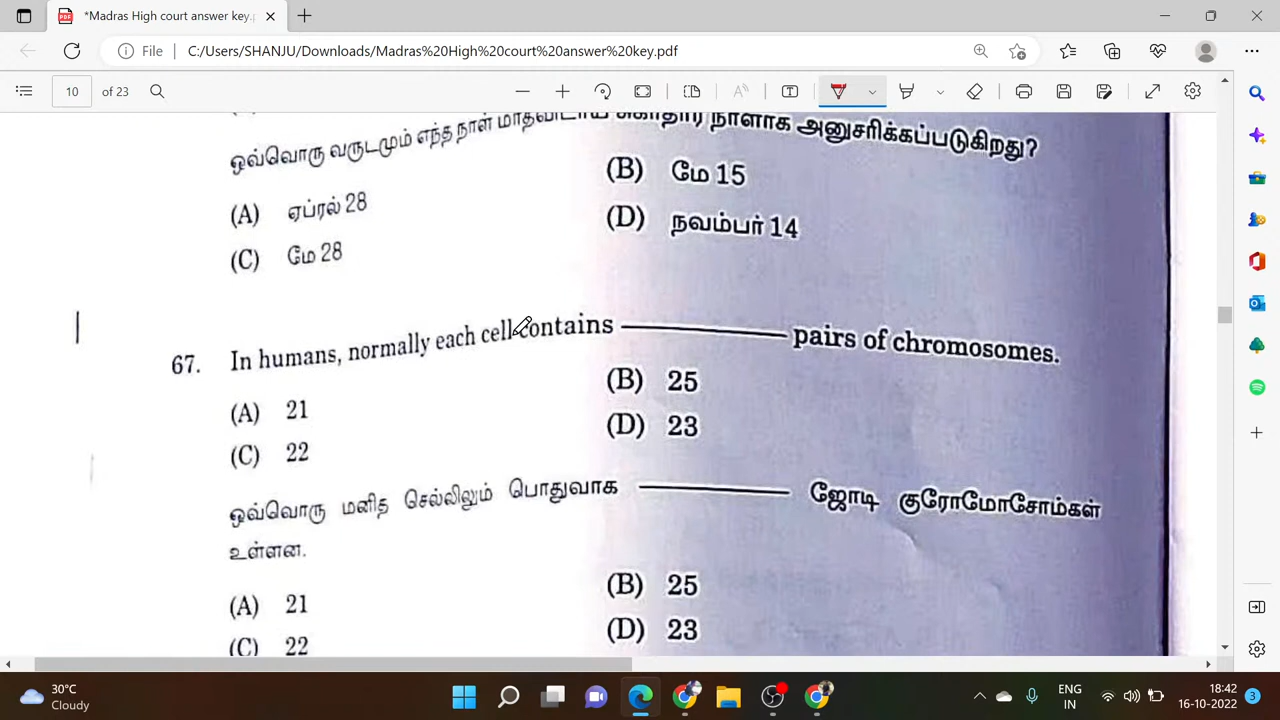 *Madras High court answer key.p
File C:/Users/SHANJU/Downloads/Madras%20High%20court%20answer%20key.pdf
10 of 23
ஒவ்வொரு வருடமும் எந்த நாள் மாதவிடாய் சுகாதார நாளாக அனுசரிக்கப்படுகிறது?
(A) ஏப்ரல் 28 (B) மே 15
(C) மே 28 (D) நவம்பர் 14
67. In humans, normally each cell contains ———— pairs of chromosomes.
(A) 21 (B) 25
(C) 22 (D) 23
ஒவ்வொரு மனித செல்லிலும் பொதுவாக ———— ஜோடி குரோமோசோம்கள்
உள்ளன.
(A) 21 (B) 25
(C) 22 (D) 23
30°C
Cloudy
ENG
IN
18:42
16-10-2022
3